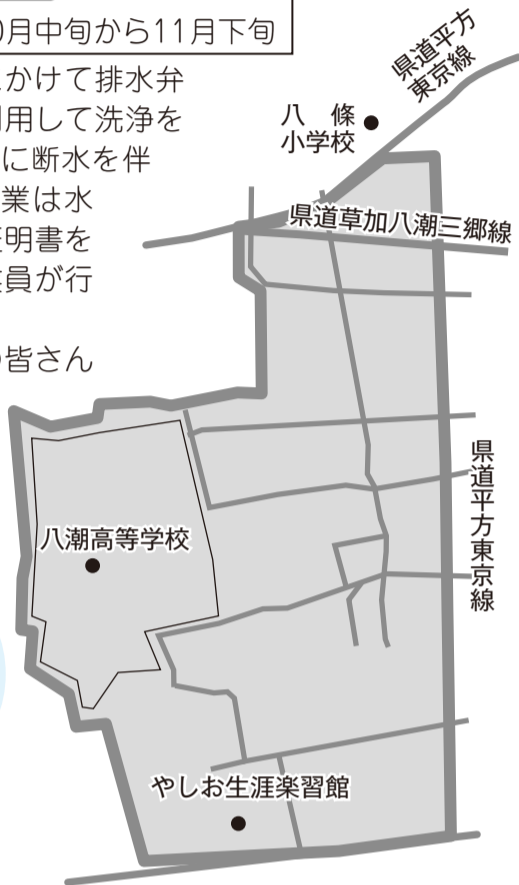 0月中旬から11月下旬
かけて排水弁
用して洗浄を
に断水を伴
業は水
証明書を
員が行
皆さん
県道平方
東京線
八條
小学校
県道草加八潮三郷線
県道平方東京線
八潮高等学校
やしお生涯楽習館